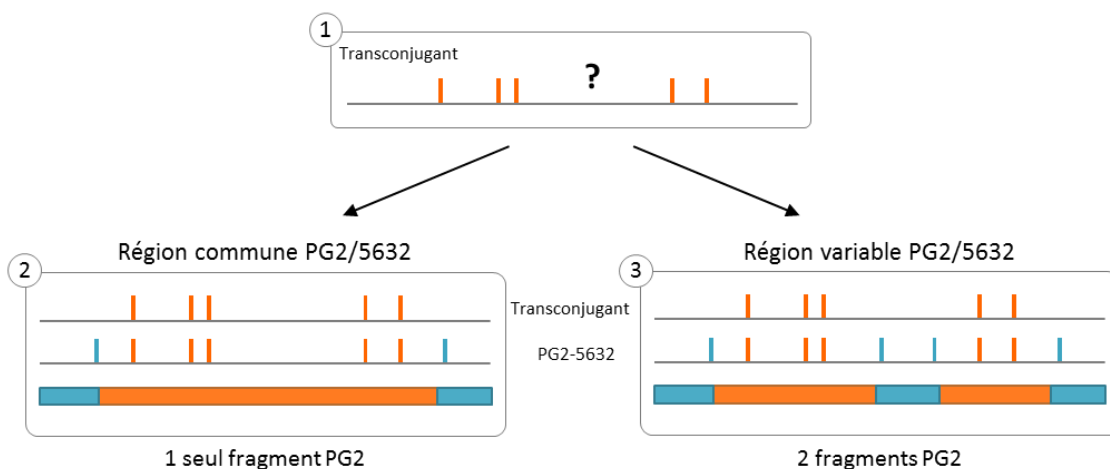 1
Transconjugant
?
Région commune PG2/5632
Région variable PG2/5632
2
3
Transconjugant
PG2-5632
1 seul fragment PG2
2 fragments PG2